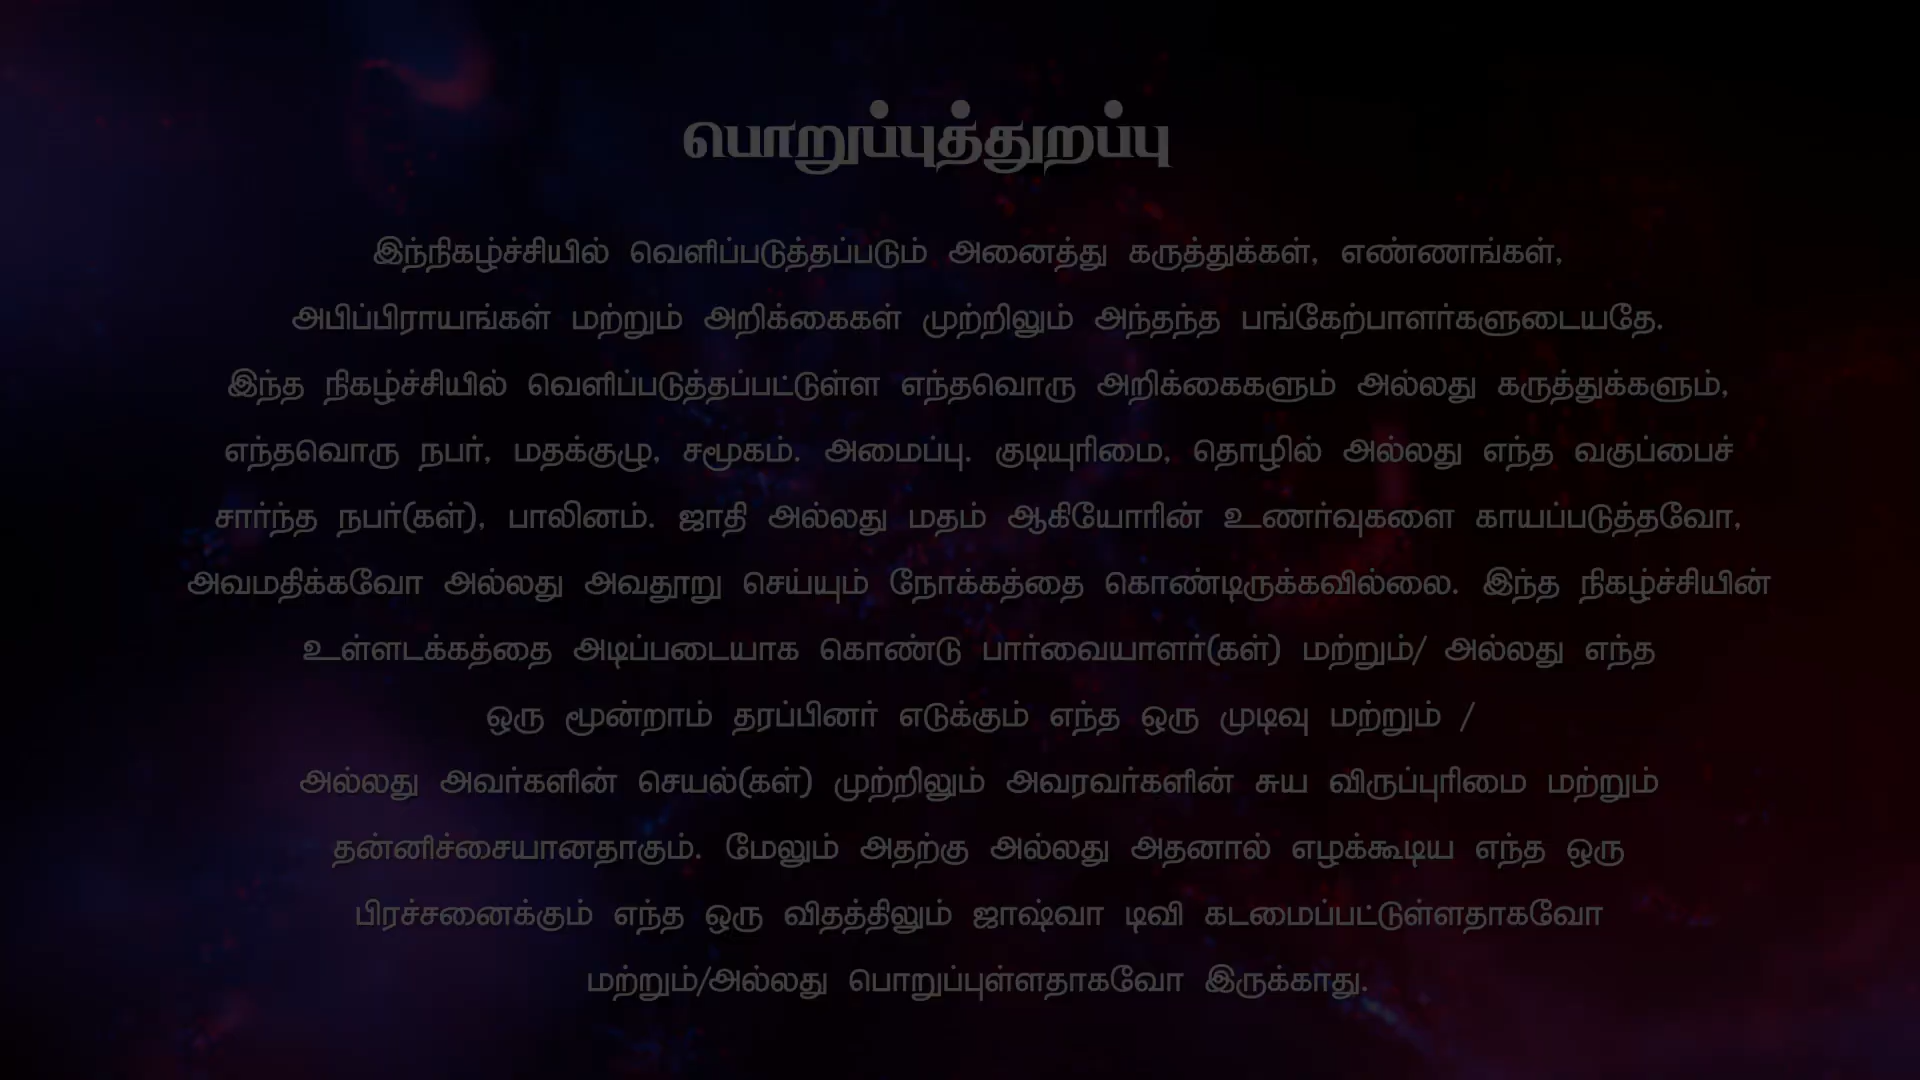 பொறுப்புத்துறப்பு
இந்நிகழ்ச்சியில் வெளிப்படுத்தப்படும் அனைத்து கருத்துக்கள், எண்ணங்கள்,
அபிப்பிராயங்கள் மற்றும் அறிக்கைகள் முற்றிலும் அந்தந்த பங்கேற்பாளர்களுடையதே.
இந்த நிகழ்ச்சியில் வெளிப்படுத்தப்பட்டுள்ள எந்தவொரு அறிக்கைகளும் அல்லது கருத்துக்களும்,
எந்தவொரு நபர், மதக்குழு, சமூகம். அமைப்பு. குடியுரிமை, தொழில் அல்லது எந்த வகுப்பைச்
சார்ந்த நபர்(கள்), பாலினம். ஜாதி அல்லது மதம் ஆகியோரின் உணர்வுகளை காயப்படுத்தவோ,
அவமதிக்கவோ அல்லது அவதூறு செய்யும் நோக்கத்தை கொண்டிருக்கவில்லை. இந்த நிகழ்ச்சியின்
உள்ளடக்கத்தை அடிப்படையாக கொண்டு பார்வையாளர்(கள்) மற்றும்/ அல்லது எந்த
ஒரு மூன்றாம் தரப்பினர் எடுக்கும் எந்த ஒரு முடிவு மற்றும் /
அல்லது அவர்களின் செயல்(கள்) முற்றிலும் அவரவர்களின் சுய விருப்புரிமை மற்றும்
தன்னிச்சையானதாகும். மேலும் அதற்கு அல்லது அதனால் எழக்கூடிய எந்த ஒரு
பிரச்சனைக்கும் எந்த ஒரு விதத்திலும் ஜாஷ்வா டிவி கடமைப்பட்டுள்ளதாகவோ
மற்றும்/அல்லது பொறுப்புள்ளதாகவோ இருக்காது.